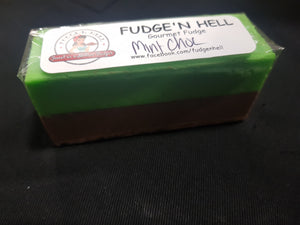 FUDGE'N HELL
Gourmet Fudge
Mint Choc
www.facebook.com/fudgenhell